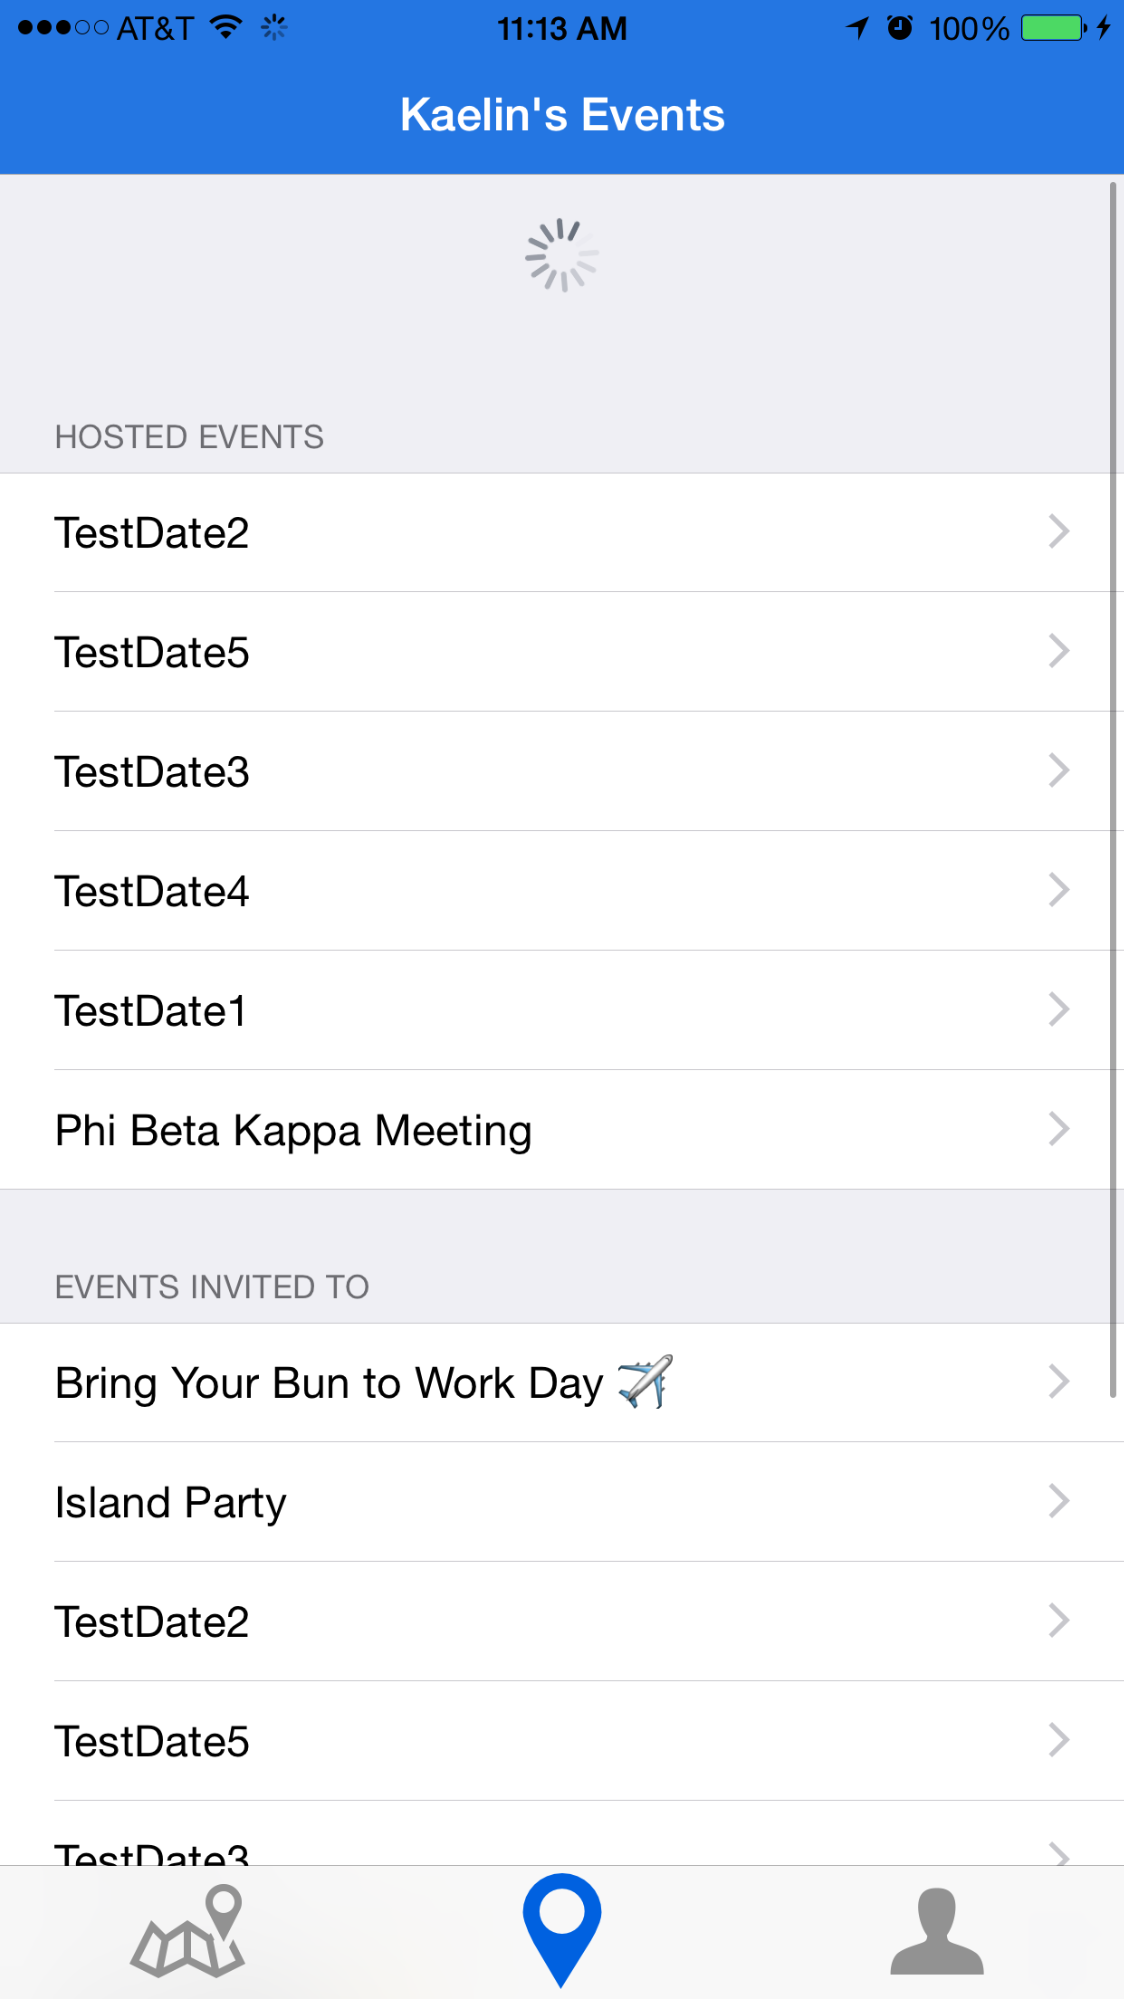 AT&T 11:13 AM 100%
Kaelin's Events
HOSTED EVENTS
TestDate2
TestDate5
TestDate3
TestDate4
TestDate1
Phi Beta Kappa Meeting
EVENTS INVITED TO
Bring Your Bun to Work Day ✈️
Island Party
TestDate2
TestDate5
TestDate3